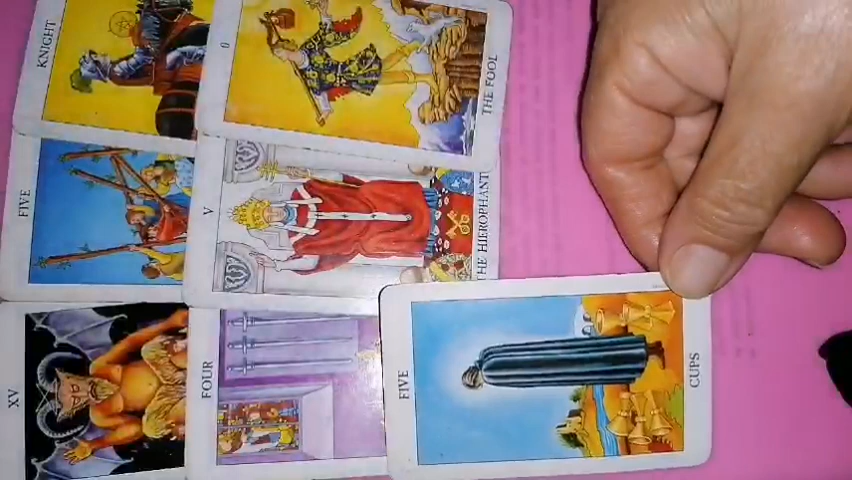 KNIGHT
0
THE FOOL
FIVE
V
THE HIEROPHANT
XV
FOUR
FIVE
CUPS